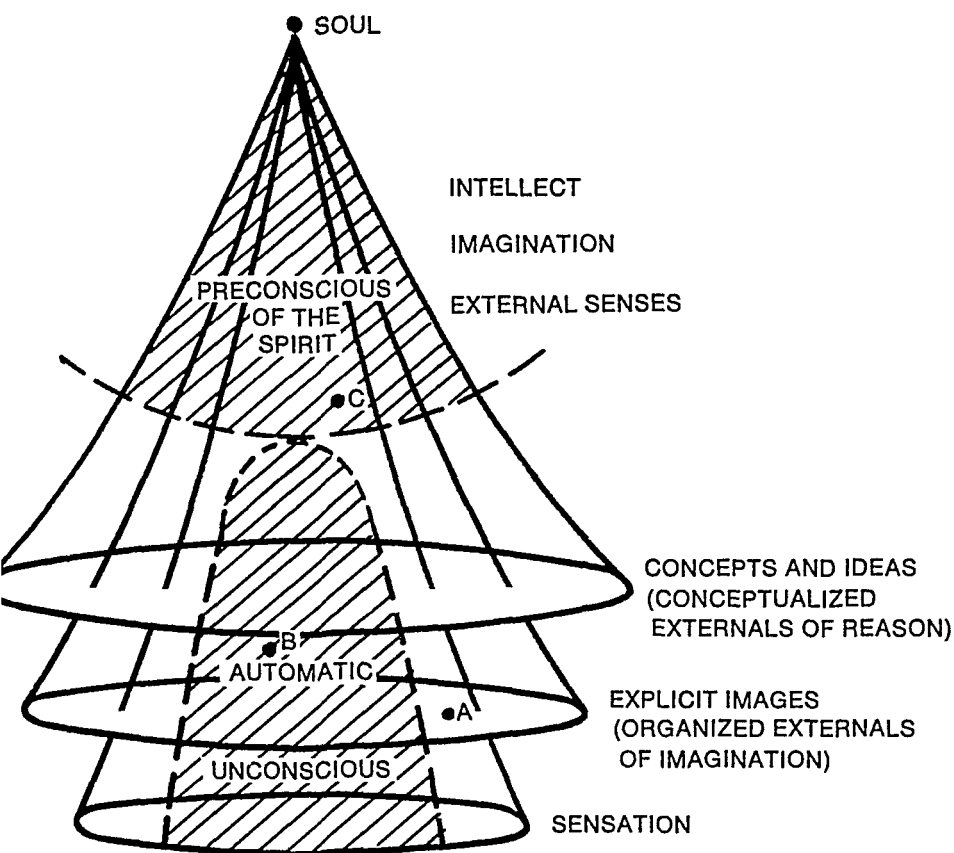 SOUL
INTELLECT
IMAGINATION
EXTERNAL SENSES
PRECONSCIOUS
OF THE
SPIRIT
C
CONCEPTS AND IDEAS
(CONCEPTUALIZED
EXTERNALS OF REASON)
B
AUTOMATIC
EXPLICIT IMAGES
(ORGANIZED EXTERNALS
OF IMAGINATION)
A
UNCONSCIOUS
SENSATION